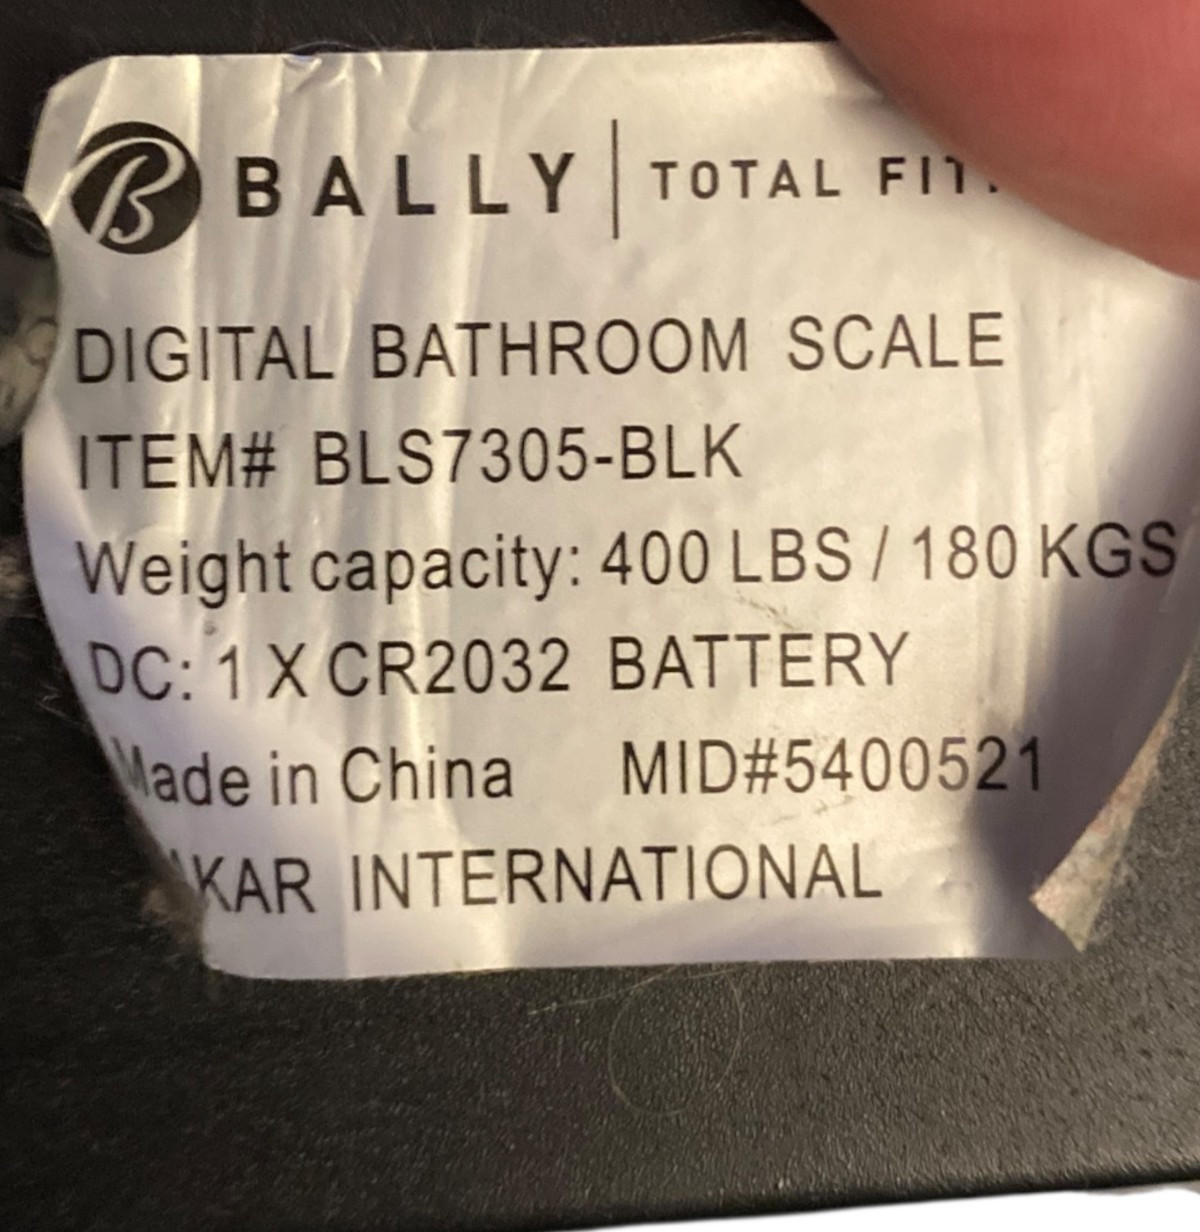 B BALLY | TOTAL
DIGITAL BATHROOM SCALE
ITEM# BLS7305-BLK
Weight capacity: 400 LBS / 180 KGS
DC: 1 X CR2032 BATTERY
Made in China MID#5400521
INTERNATIONAL